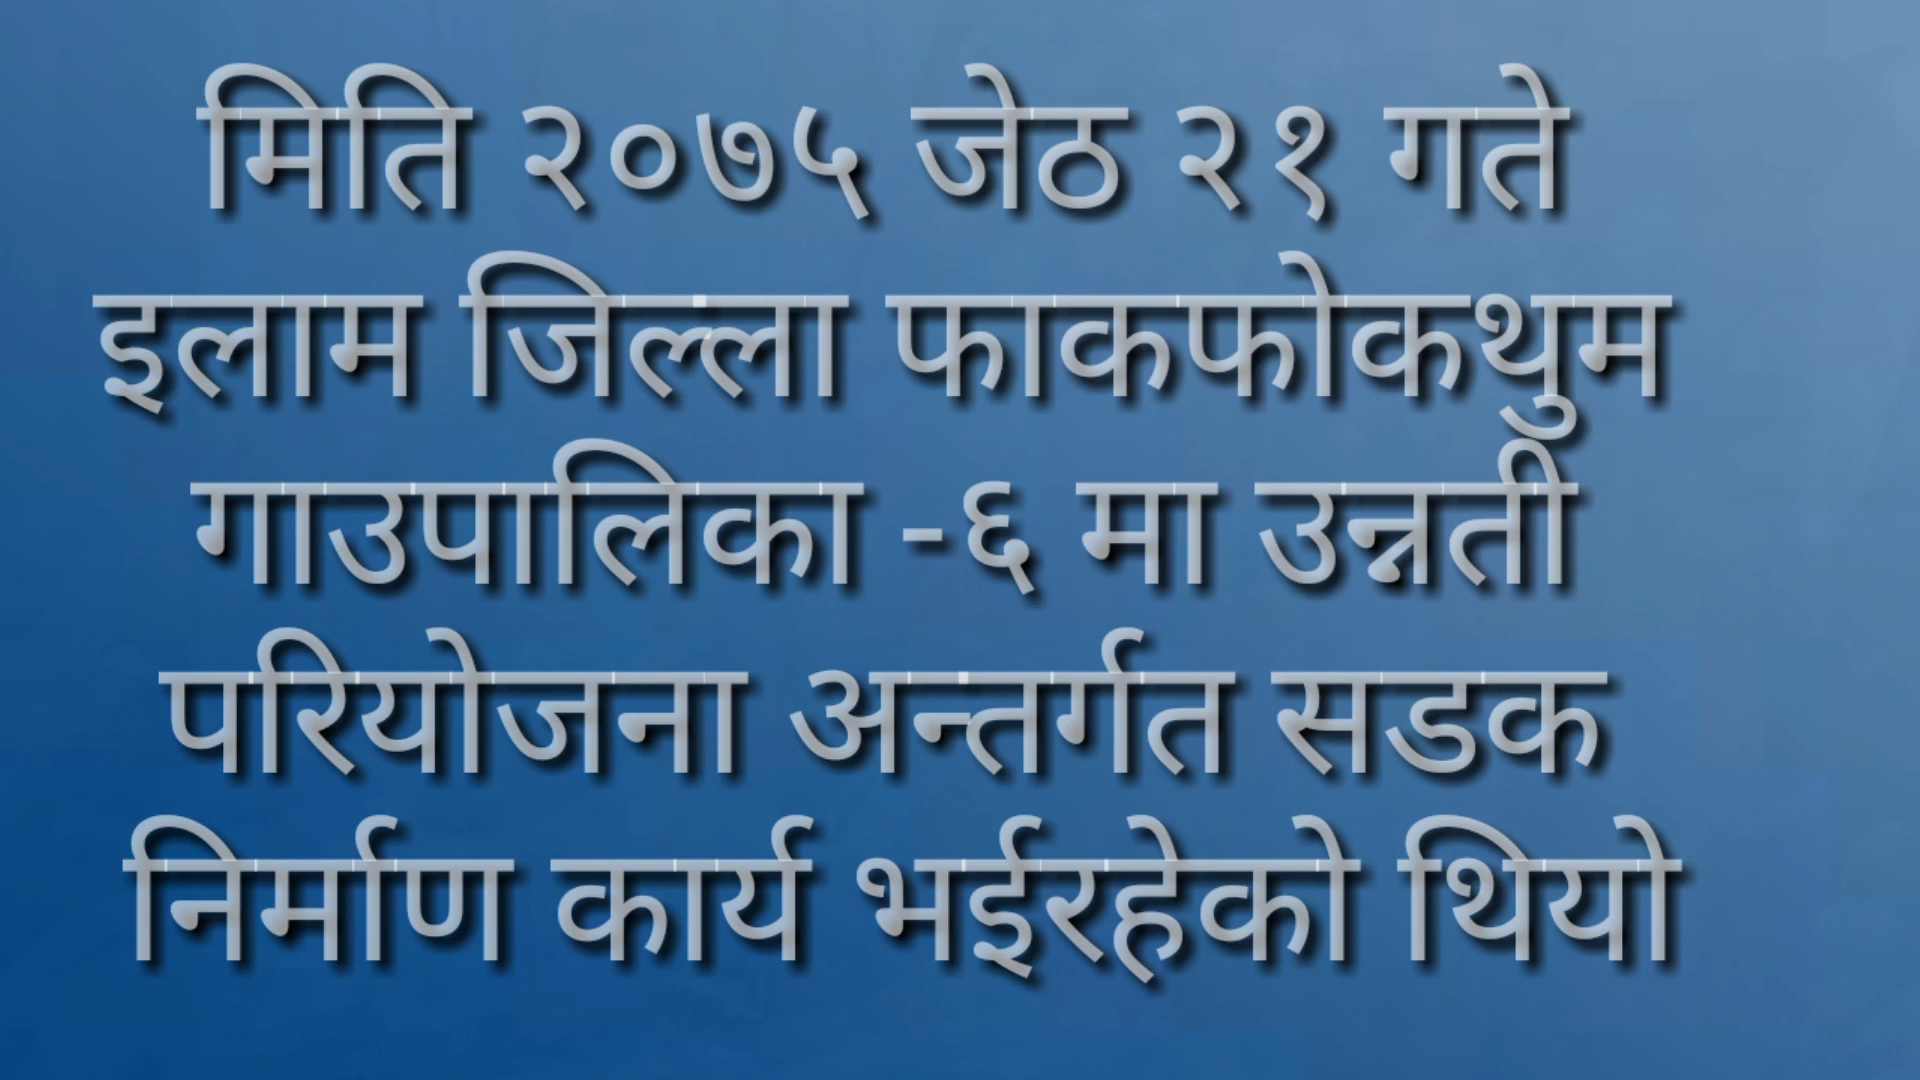 मिति २०७५ जेठ २१ गते
इलाम जिल्ला फाकफोकथुम
गाउपालिका -६ मा उन्नती
परियोजना अन्तर्गत सडक
निर्माण कार्य भईरहेको थियो